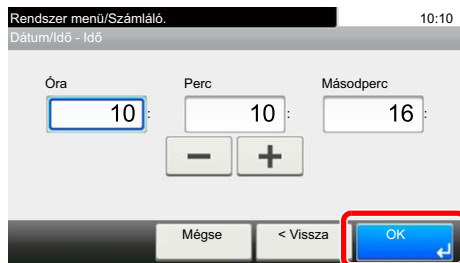 Rendszer menü/Számláló. 10:10
Dátum/Idő - Idő
Óra Perc Másodperc
10 : 10 : 16 :
− +
Mégse < Vissza OK